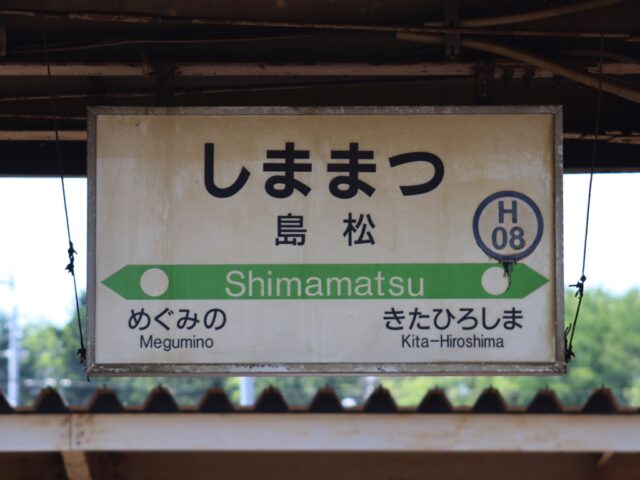 しままつ
島松
H
08
Shimamatsu
めぐみの
Megumino
きたひろしま
Kita-Hiroshima